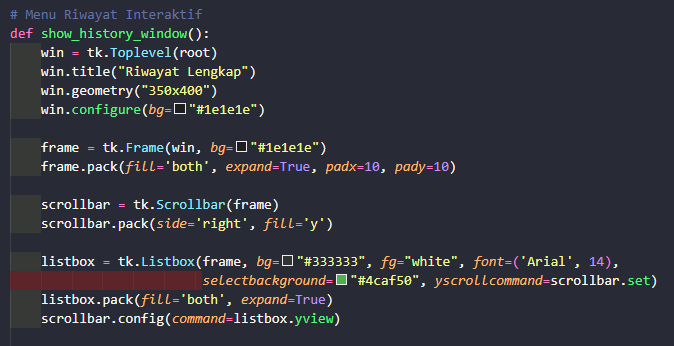 # Menu Riwayat Interaktif
def show_history_window():
    win = tk.Toplevel(root)
    win.title("Riwayat Lengkap")
    win.geometry("350x400")
    win.configure(bg="#1e1e1e")

    frame = tk.Frame(win, bg="#1e1e1e")
    frame.pack(fill='both', expand=True, padx=10, pady=10)

    scrollbar = tk.Scrollbar(frame)
    scrollbar.pack(side='right', fill='y')

    listbox = tk.Listbox(frame, bg="#333333", fg="white", font=('Arial', 14),
                         selectbackground="#4caf50", yscrollcommand=scrollbar.set)
    listbox.pack(fill='both', expand=True)
    scrollbar.config(command=listbox.yview)